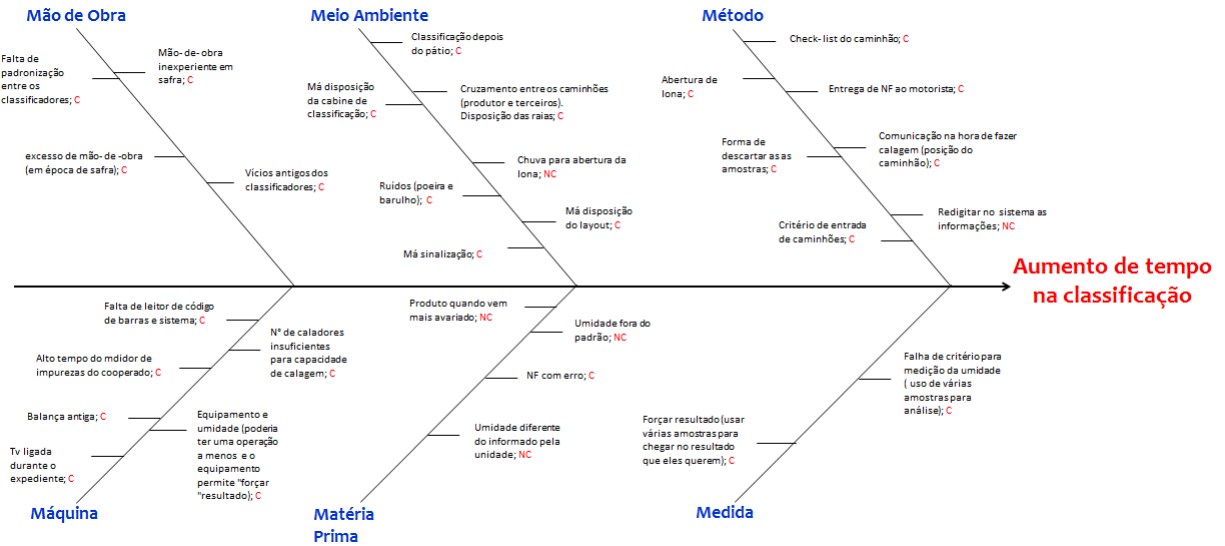 Mão de Obra
Falta de
padronização
entre os
classificadores; C
Mão- de- obra
inexperiente em
safra; C
excesso de mão- de -obra
(em época de safra); C
Vícios antigos dos
classificadores; C
Meio Ambiente
Classificação depois
do pátio; C
Má disposição
da cabine de
classificação; C
Cruzamento entre os caminhões
(produtor e terceiros).
Disposição das raias; C
Chuva para abertura da
lona; NC
Ruídos (poeira e
barulho); C
Má disposição
do layout; C
Má sinalização; C
Método
Check- list do caminhão; C
Abertura de
lona; C
Entrega de NF ao motorista; C
Comunicação na hora de fazer
calagem (posição do
caminhão); C
Forma de
descartar as as
amostras; C
Redigitar no sistema as
informações; NC
Critério de entrada
de caminhões; C
Aumento de tempo
na classificação
Falta de leitor de código
de barras e sistema; C
N° de caladores
insuficientes
para capacidade
de calagem; C
Alto tempo do mdidor de
impurezas do cooperado; C
Balança antiga; C
Equipamento e
umidade (poderia
ter uma operação
a menos e o
equipamento
permite "forçar
"resultado); C
Tv ligada
durante o
expediente; C
Máquina
Produto quando vem
mais avariado; NC
Umidade fora do
padrão; NC
NF com erro; C
Umidade diferente
do informado pela
unidade; NC
Matéria
Prima
Falha de critério para
medição da umidade
( uso de várias
amostras para
análise); C
Forçar resultado (usar
várias amostras para
chegar no resultado
que eles querem); C
Medida